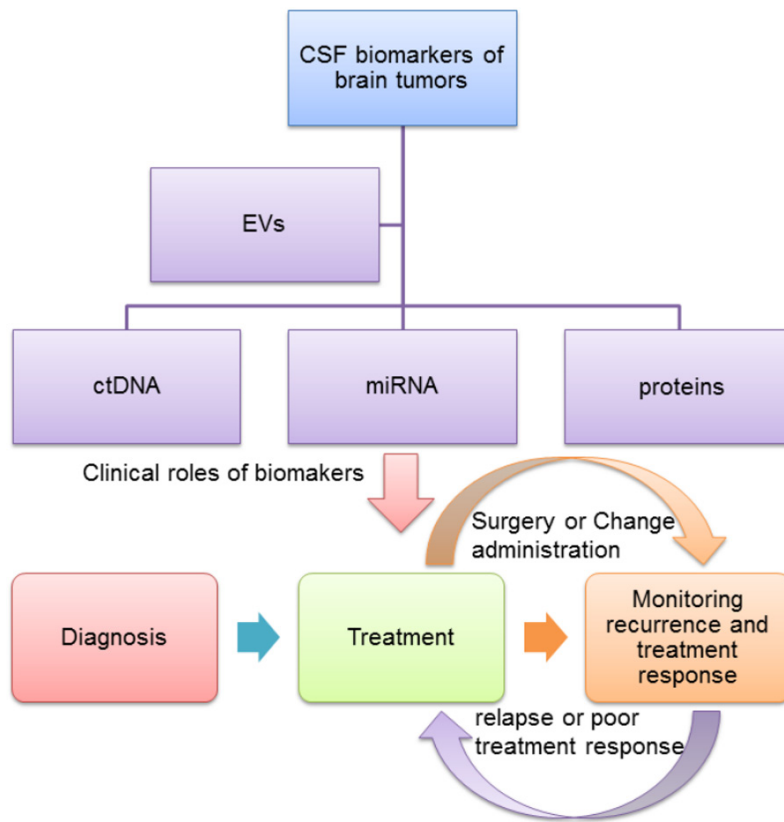 CSF biomarkers of
brain tumors
EVs
ctDNA
miRNA
proteins
Clinical roles of biomakers
Surgery or Change
administration
Diagnosis
Treatment
Monitoring
recurrence and
treatment
response
relapse or poor
treatment response